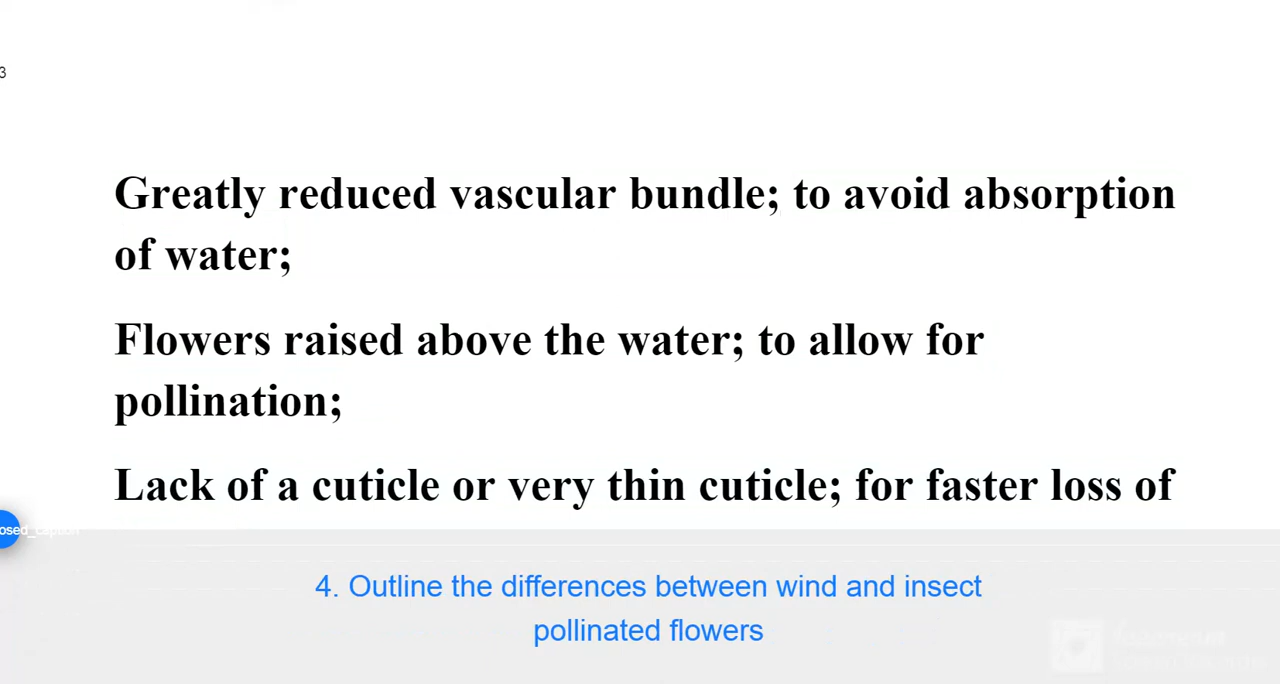 3
Greatly reduced vascular bundle; to avoid absorption
of water;
Flowers raised above the water; to allow for
pollination;
Lack of a cuticle or very thin cuticle; for faster loss of
osed_caption
4. Outline the differences between wind and insect
pollinated flowers